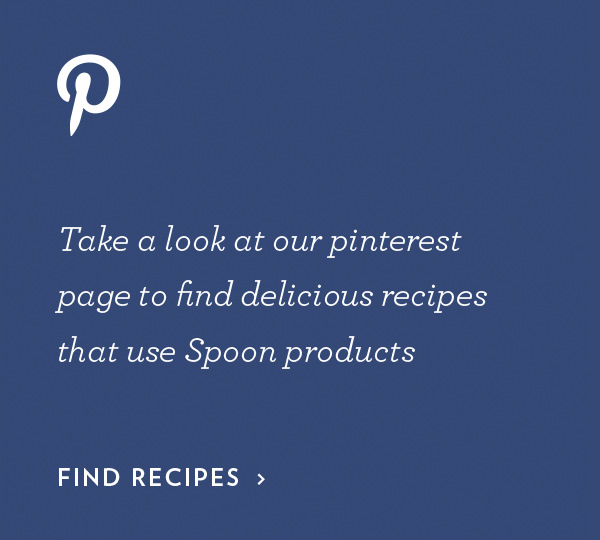 Take a look at our pinterest
page to find delicious recipes
that use Spoon products
FIND RECIPES ›